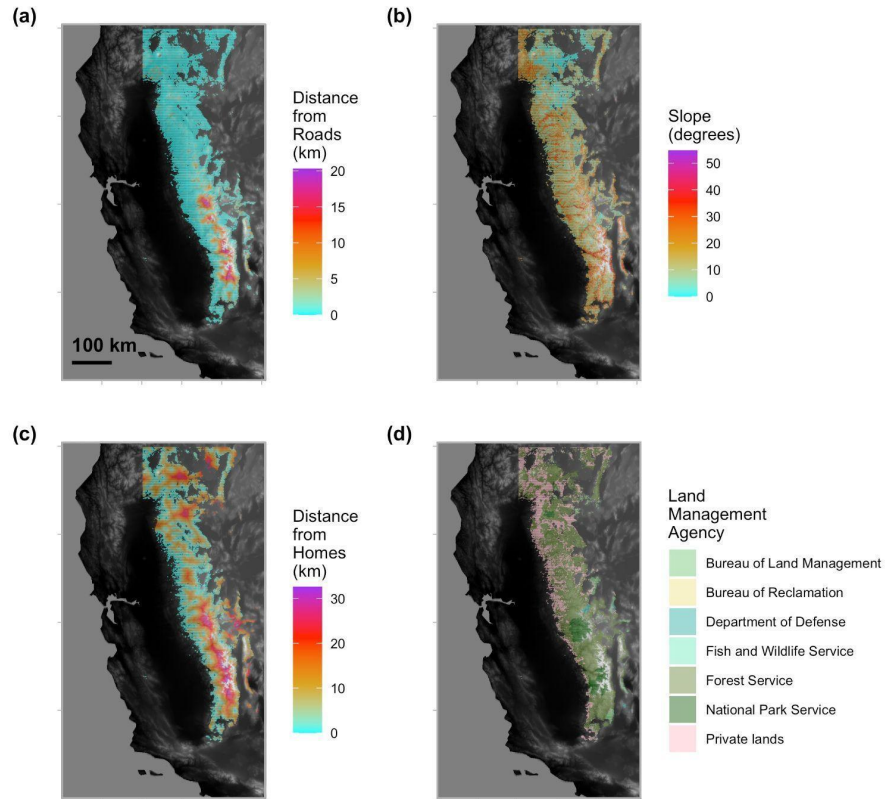 (a)
Distance
from
Roads
(km)
20
15
10
5
0
100 km
(b)
Slope
(degrees)
50
40
30
20
10
0
(c)
Distance
from
Homes
(km)
30
20
10
0
(d)
Land
Management
Agency
Bureau of Land Management
Bureau of Reclamation
Department of Defense
Fish and Wildlife Service
Forest Service
National Park Service
Private lands